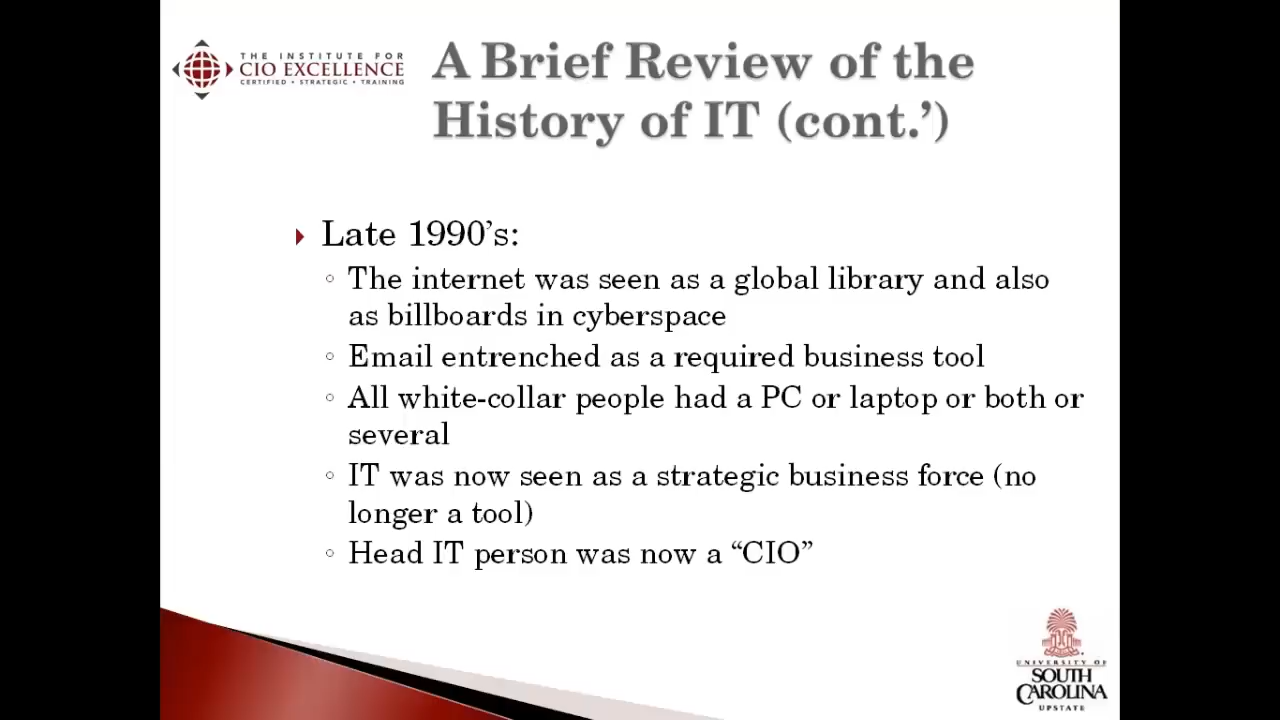 THE INSTITUTE FOR
CIO EXCELLENCE
CERTIFIED • STRATEGIC • TRAINING
A Brief Review of the
History of IT (cont.’)
Late 1990’s:
The internet was seen as a global library and also
as billboards in cyberspace
Email entrenched as a required business tool
All white-collar people had a PC or laptop or both or
several
IT was now seen as a strategic business force (no
longer a tool)
Head IT person was now a “CIO”
UNIVERSITY OF
SOUTH
CAROLINA
UPSTATE